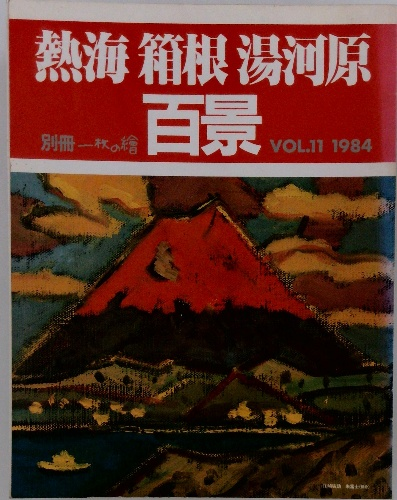 熱海 箱根 湯河原
百景
別冊 一枚の繪
VOL.11 1984